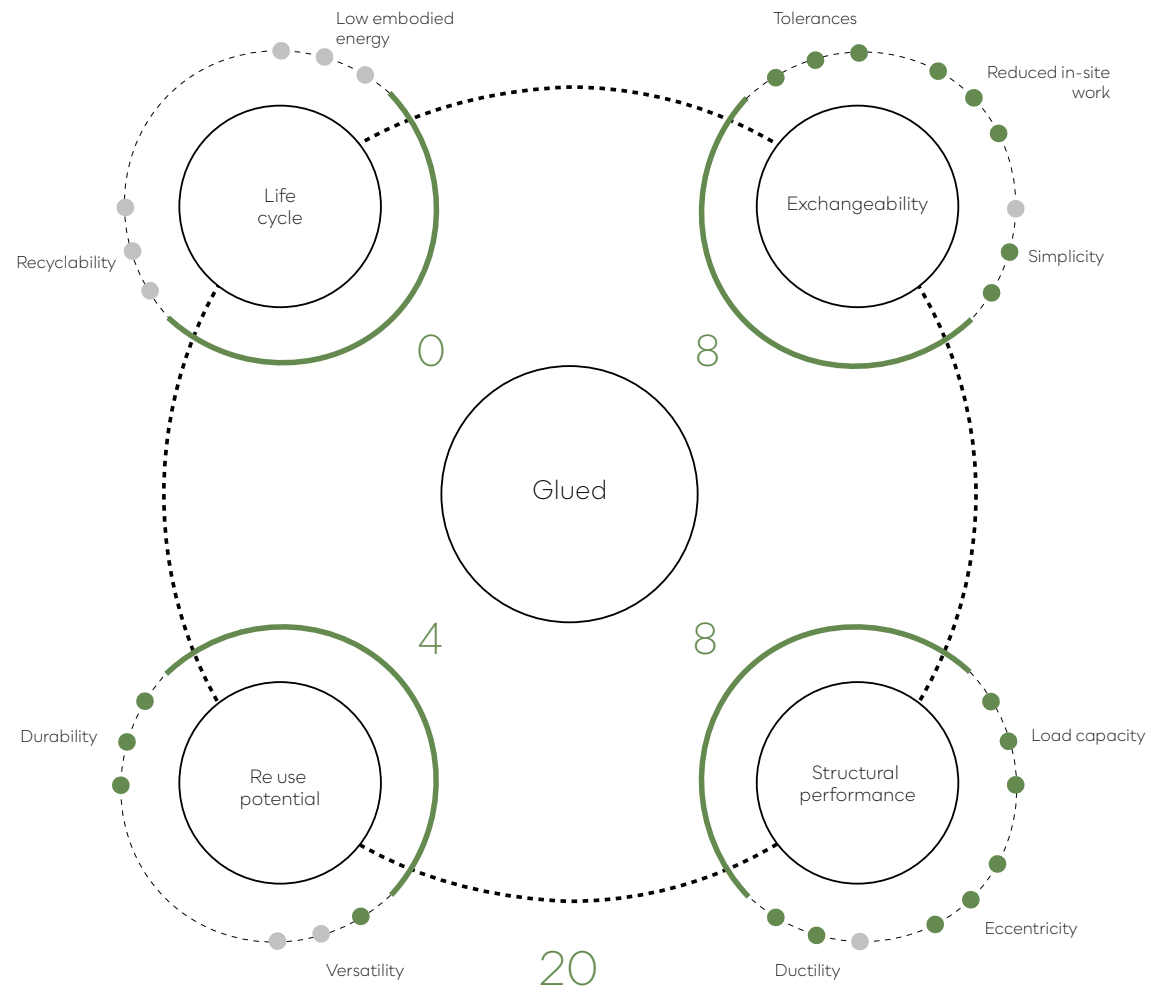 Low embodied
energy
Tolerances
Reduced in-site
work
Life
cycle
Exchangeability
Recyclability
Simplicity
0
8
Glued
4
8
Durability
Load capacity
Re use
potential
Structural
performance
Eccentricity
Versatility
20
Ductility